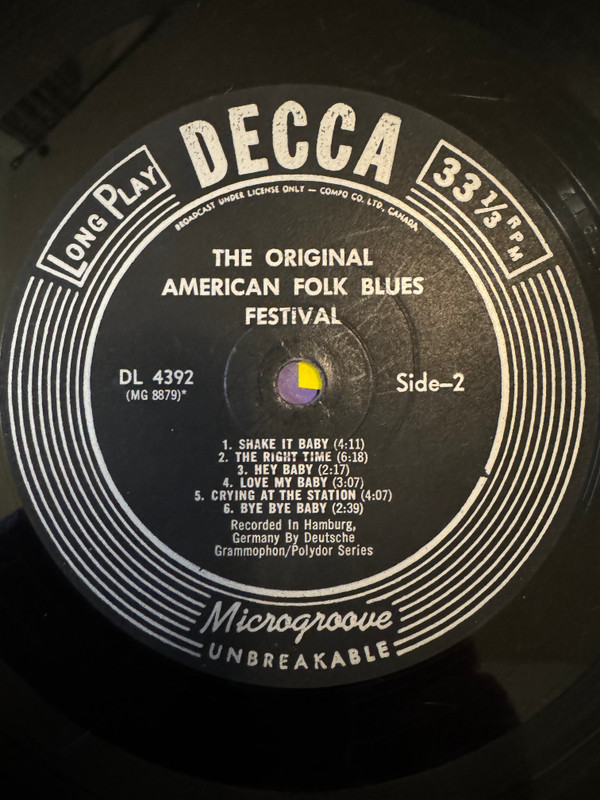 DECCA
LONG PLAY
33 1/3 RPM
BROADCAST UNDER LICENSE ONLY — COMPO CO. LTD., CANADA
THE ORIGINAL
AMERICAN FOLK BLUES
FESTIVAL
DL 4392
(MG 8879)*
Side–2
1. SHAKE IT BABY (4:11)
2. THE RIGHT TIME (6:18)
3. HEY BABY (2:17)
4. LOVE MY BABY (3:07)
5. CRYING AT THE STATION (4:07)
6. BYE BYE BABY (2:39)
Recorded In Hamburg,
Germany By Deutsche
Grammophon/Polydor Series
Microgroove
UNBREAKABLE